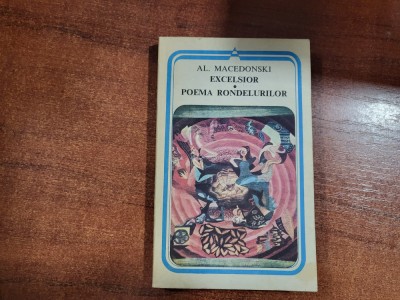 AL. MACEDONSKI
EXCELSIOR
•
POEMA RONDELURILOR